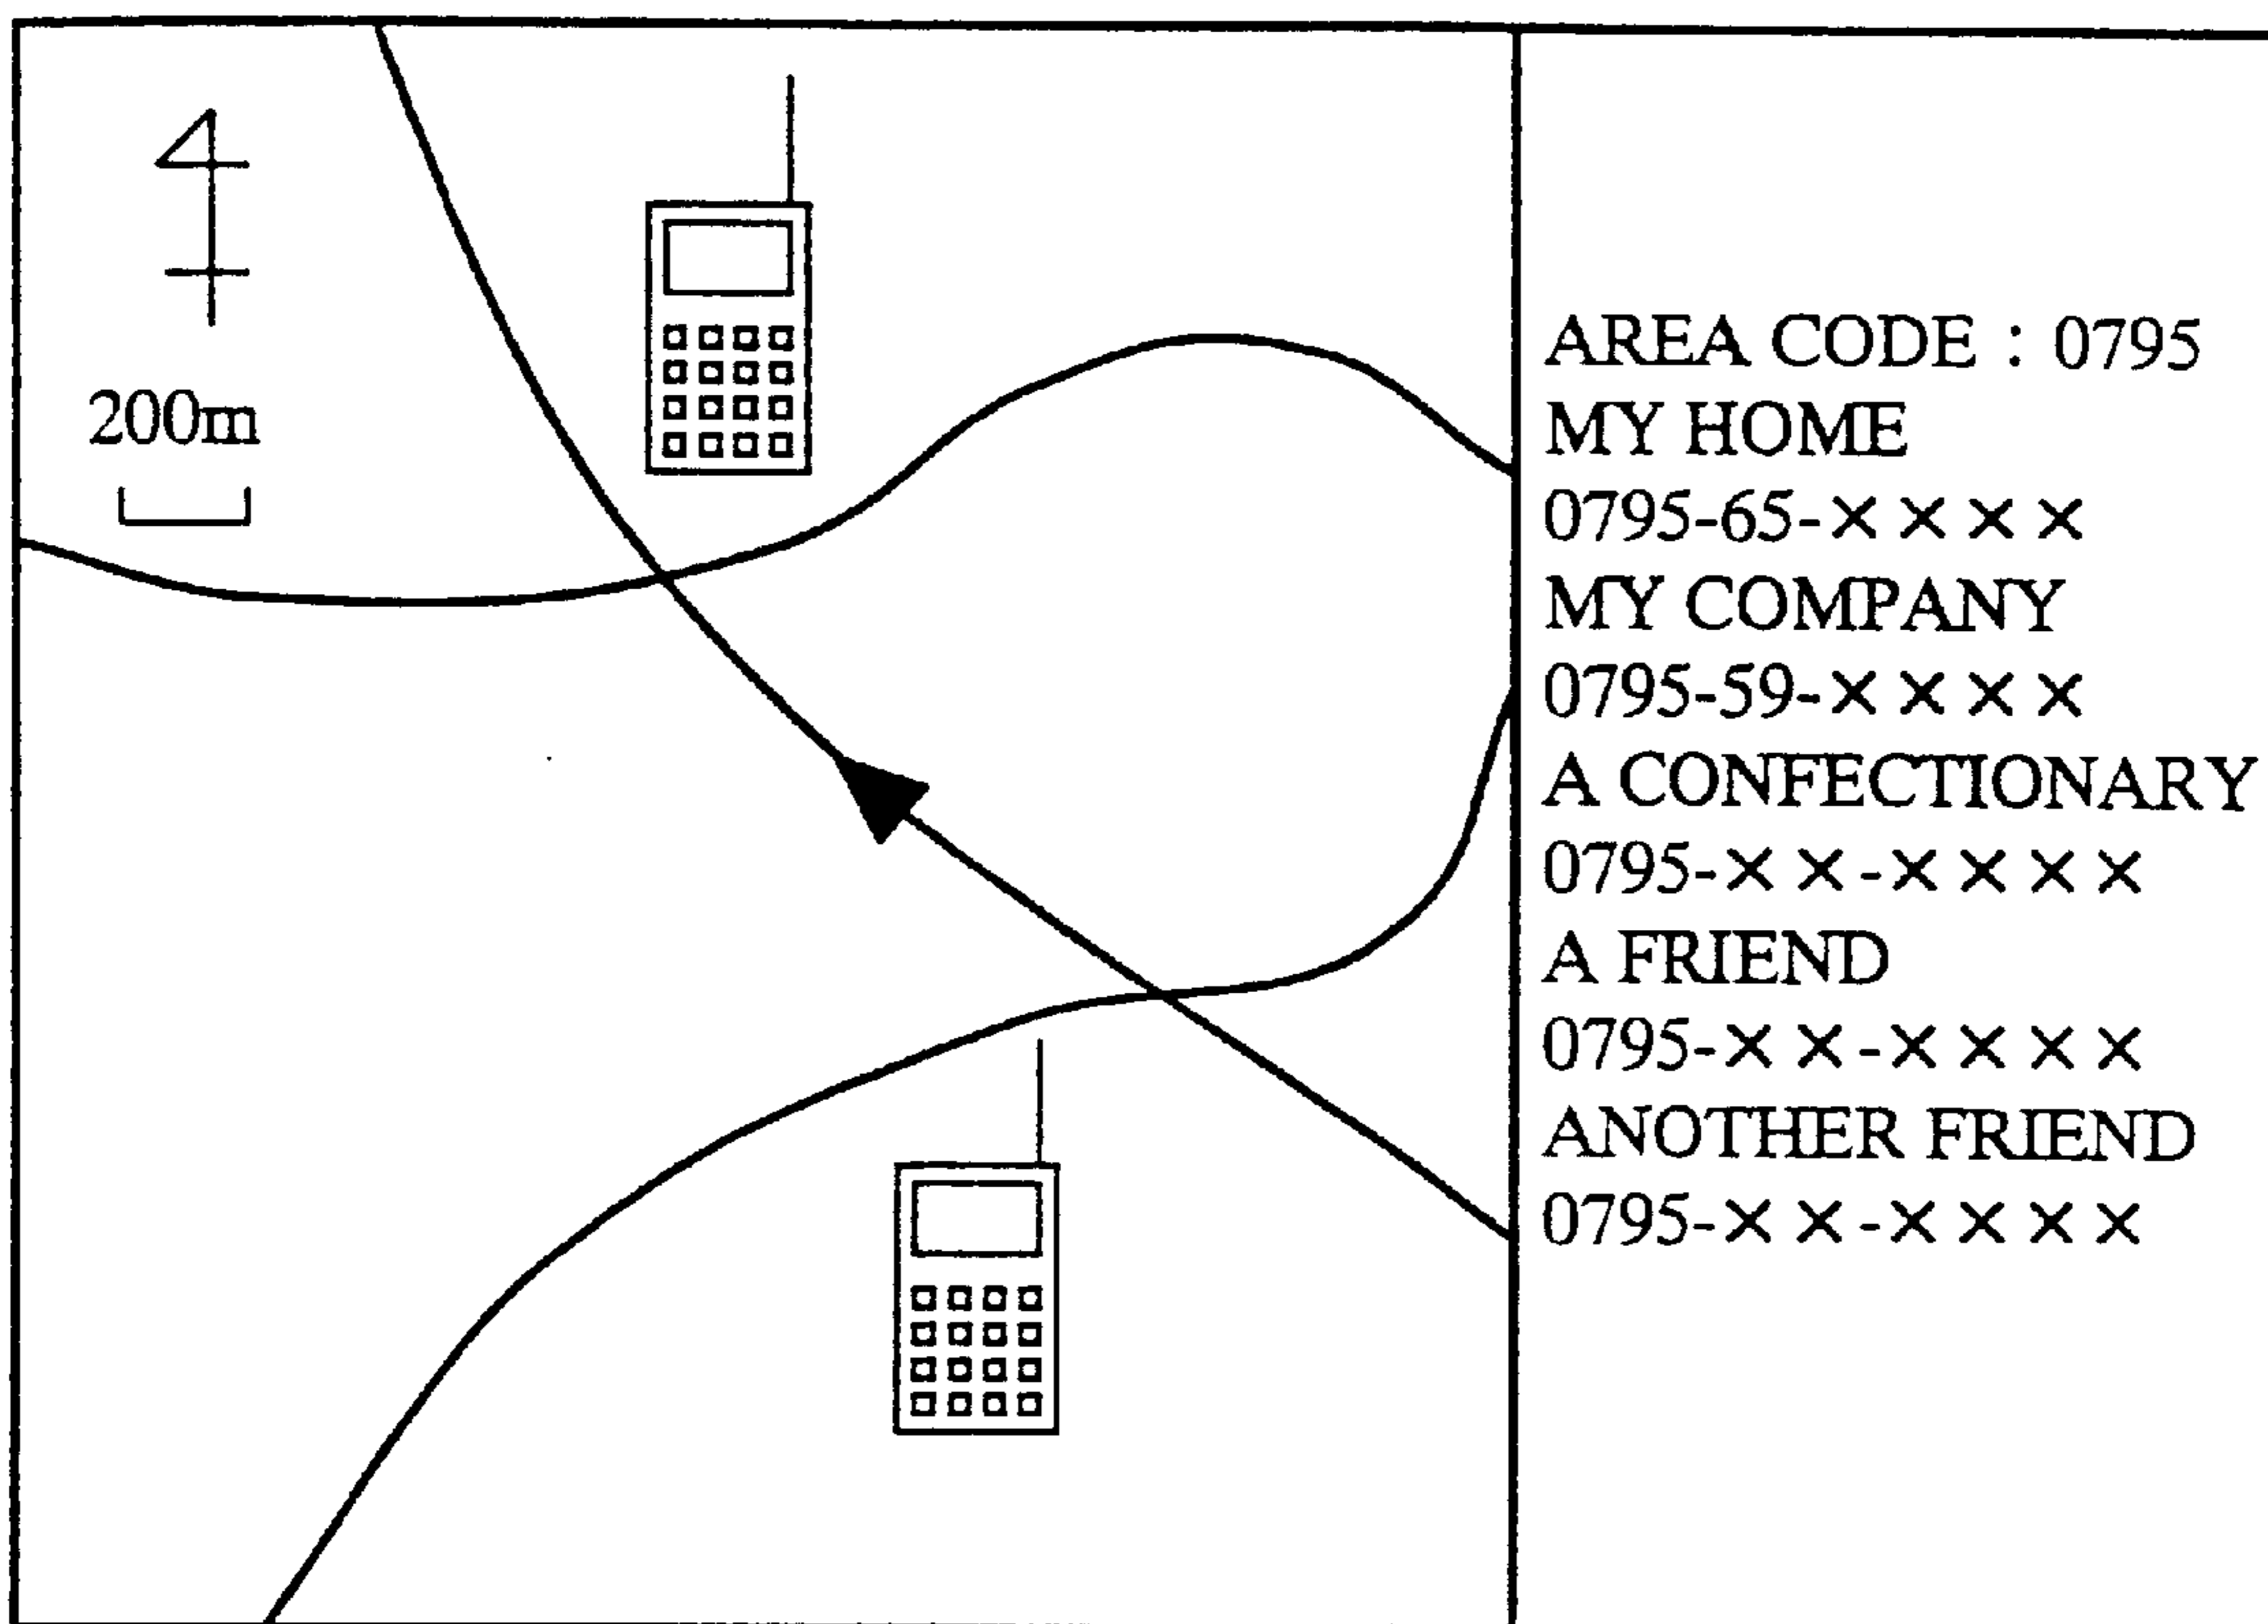 200m
AREA CODE : 0795
MY HOME
0795-65-××××
MY COMPANY
0795-59-××××
A CONFECTIONARY
0795-××-××××
A FRIEND
0795-××-××××
ANOTHER FRIEND
0795-××-××××